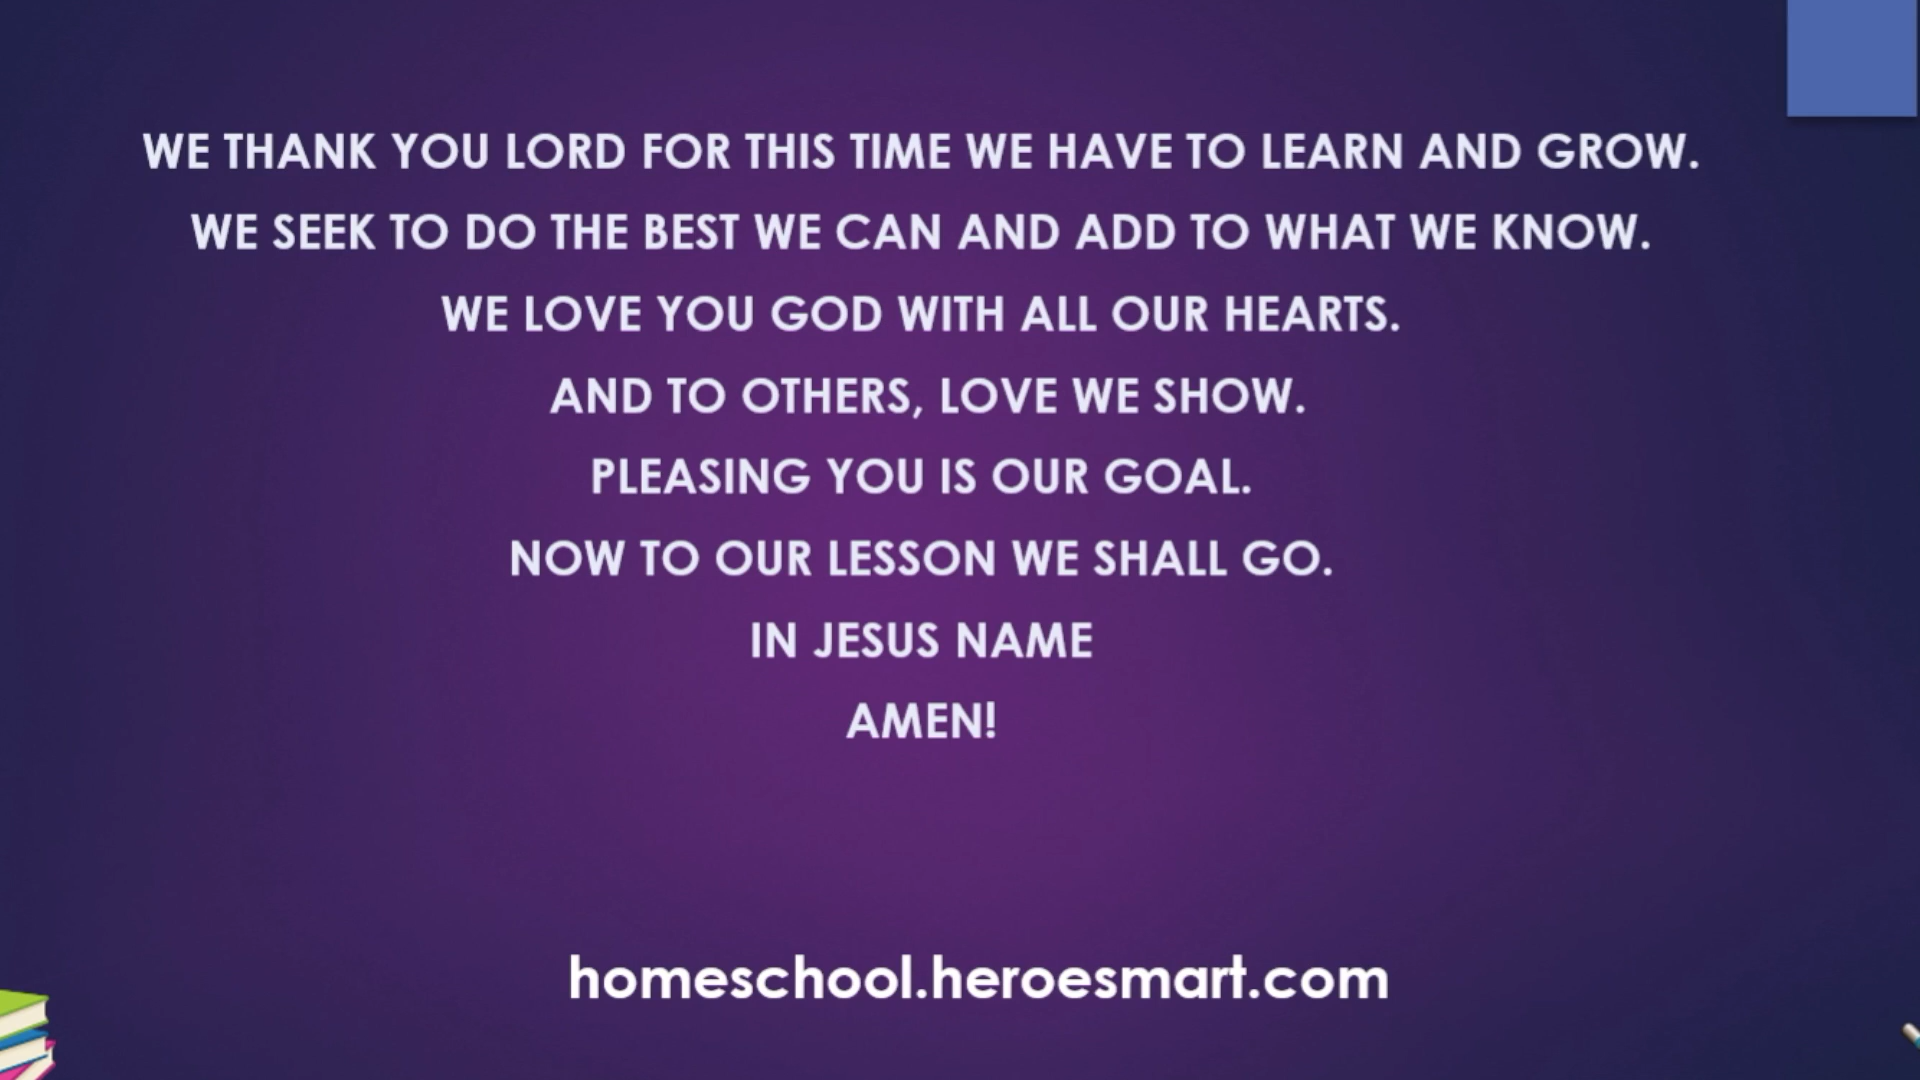 WE THANK YOU LORD FOR THIS TIME WE HAVE TO LEARN AND GROW.
WE SEEK TO DO THE BEST WE CAN AND ADD TO WHAT WE KNOW.
WE LOVE YOU GOD WITH ALL OUR HEARTS.
AND TO OTHERS, LOVE WE SHOW.
PLEASING YOU IS OUR GOAL.
NOW TO OUR LESSON WE SHALL GO.
IN JESUS NAME
AMEN!
homeschool.heroesmart.com